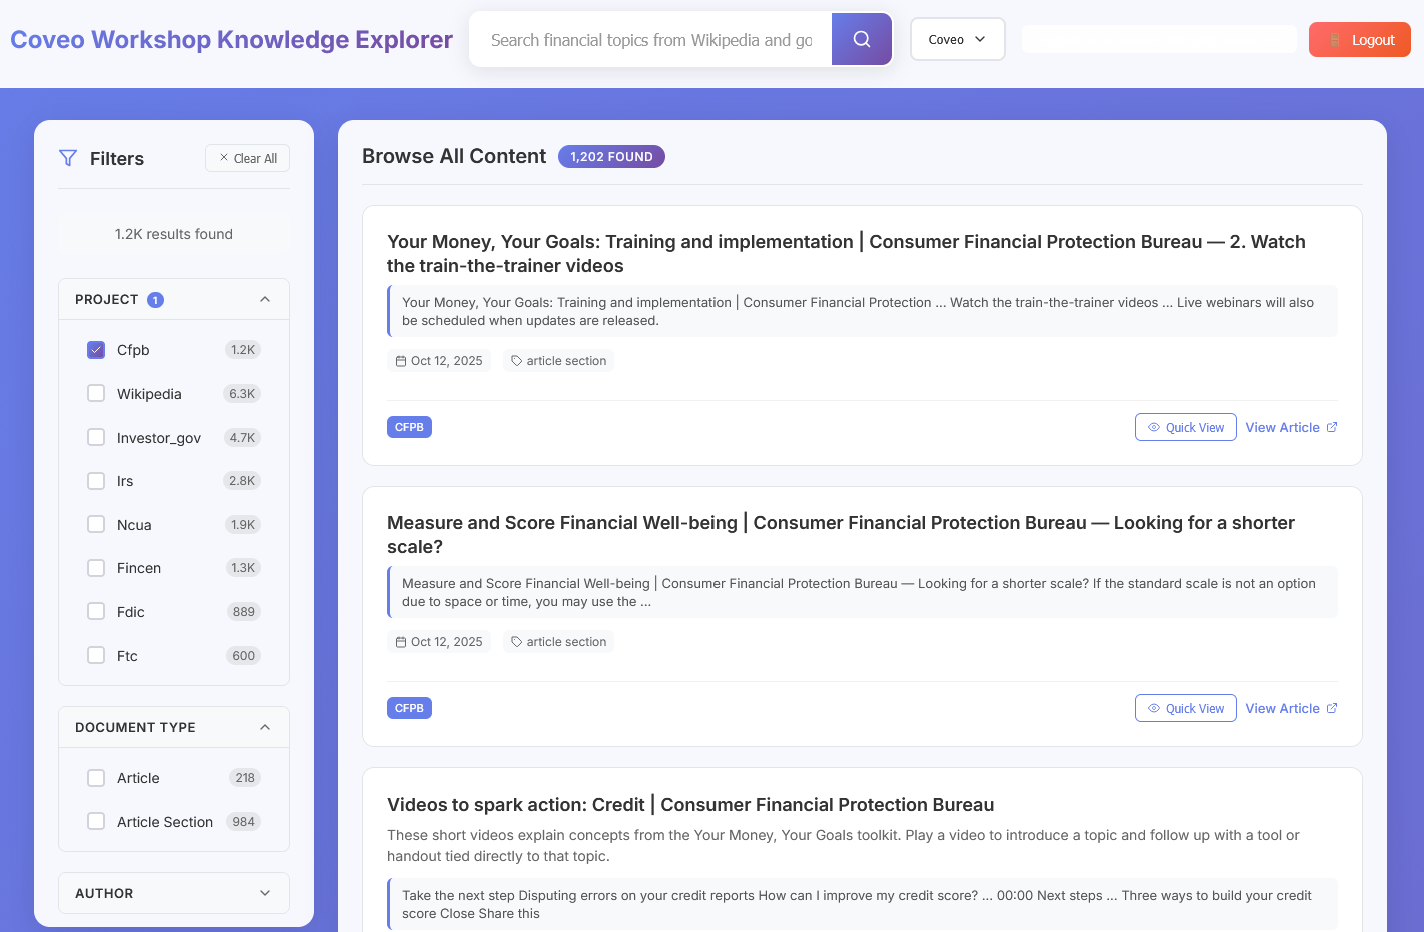 Coveo Workshop Knowledge Explorer
Search financial topics from Wikipedia and go
Coveo
Logout
Filters
Clear All
1.2K results found
PROJECT 1
Cfpb 1.2K
Wikipedia 6.3K
Investor_gov 4.7K
Irs 2.8K
Ncua 1.9K
Fincen 1.3K
Fdic 889
Ftc 600
DOCUMENT TYPE
Article 218
Article Section 984
AUTHOR
Browse All Content 1,202 FOUND
Your Money, Your Goals: Training and implementation | Consumer Financial Protection Bureau — 2. Watch
the train-the-trainer videos
Your Money, Your Goals: Training and implementation | Consumer Financial Protection ... Watch the train-the-trainer videos ... Live webinars will also
be scheduled when updates are released.
Oct 12, 2025 article section
CFPB Quick View View Article
Measure and Score Financial Well-being | Consumer Financial Protection Bureau — Looking for a shorter
scale?
Measure and Score Financial Well-being | Consumer Financial Protection Bureau — Looking for a shorter scale? If the standard scale is not an option
due to space or time, you may use the ...
Oct 12, 2025 article section
CFPB Quick View View Article
Videos to spark action: Credit | Consumer Financial Protection Bureau
These short videos explain concepts from the Your Money, Your Goals toolkit. Play a video to introduce a topic and follow up with a tool or
handout tied directly to that topic.
Take the next step Disputing errors on your credit reports How can I improve my credit score? ... 00:00 Next steps ... Three ways to build your credit
score Close Share this